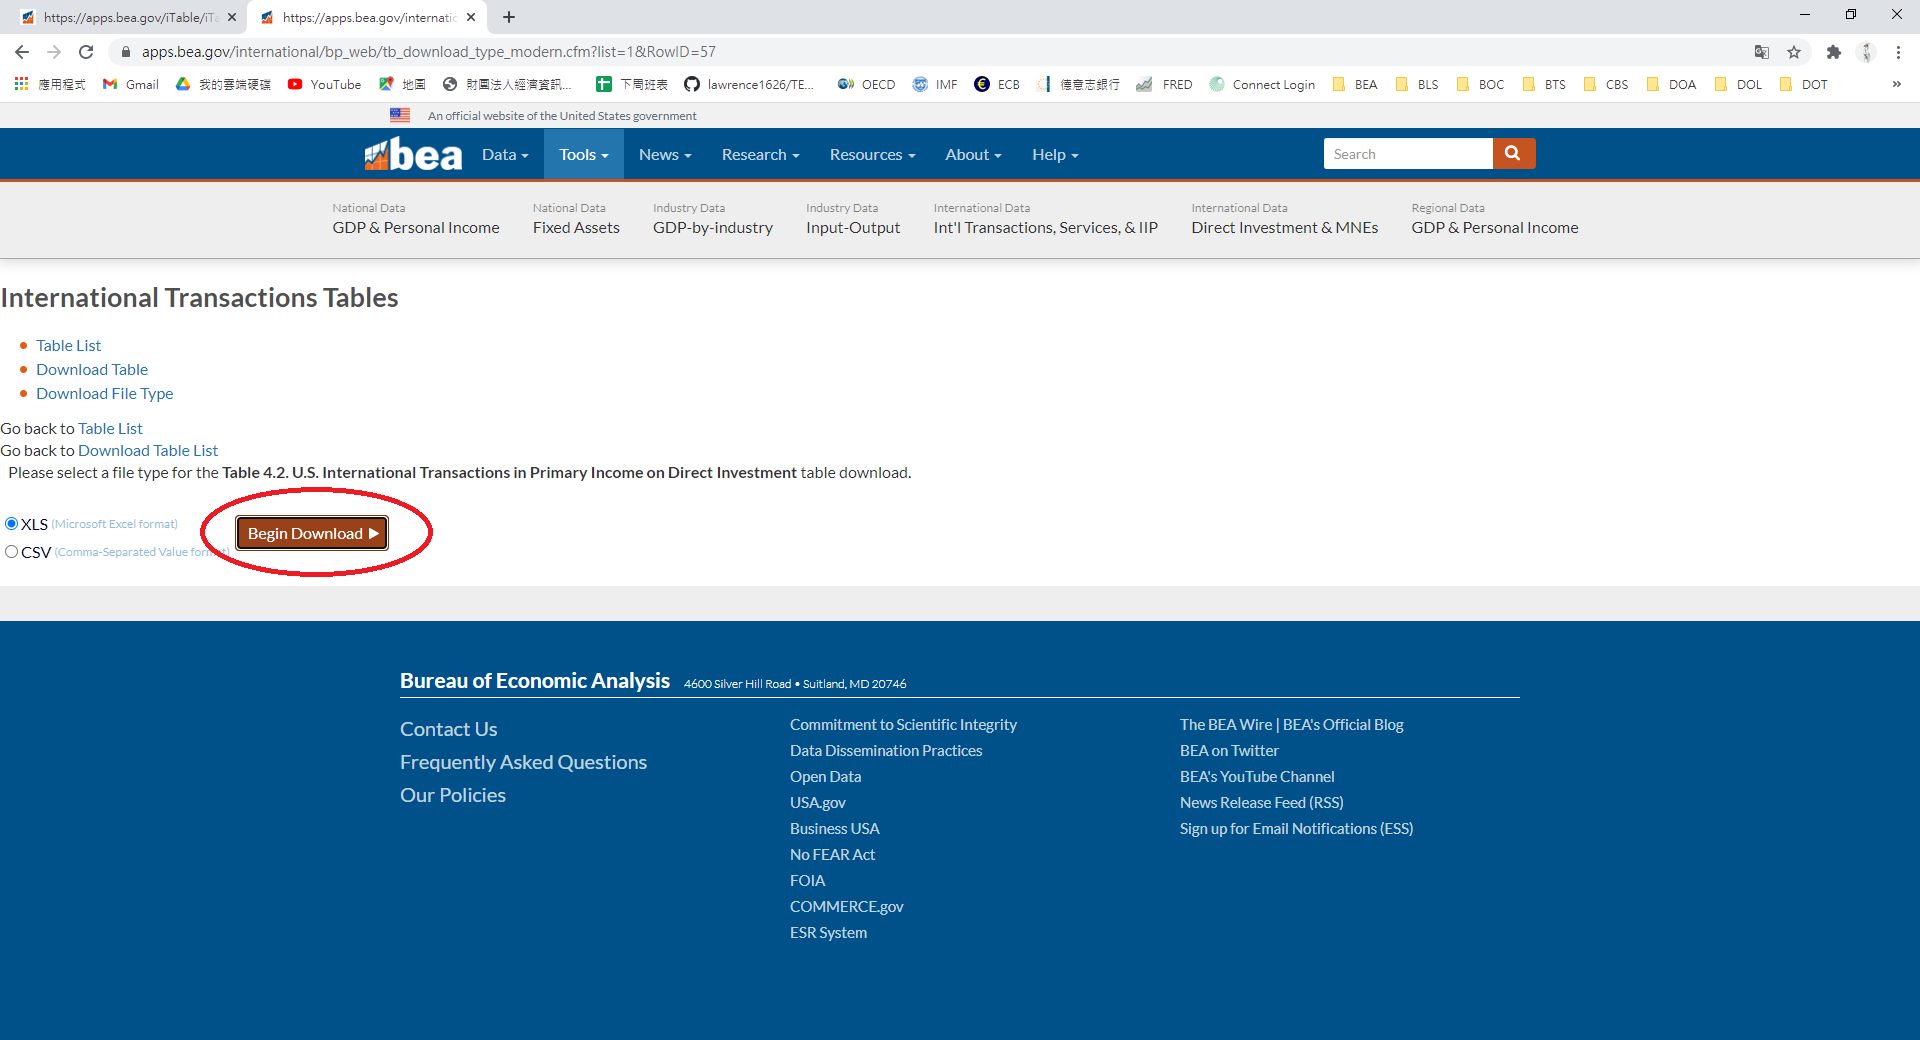 https://apps.bea.gov/iTable/iTa
https://apps.bea.gov/internatio
apps.bea.gov/international/bp_web/tb_download_type_modern.cfm?list=1&RowID=57
應用程式 Gmail 我的雲端硬碟 YouTube 地圖 財團法人經濟資訊... 下周班表 lawrence1626/TE... OECD IMF ECB 德意志銀行 FRED Connect Login BEA BLS BOC BTS CBS DOA DOL DOT »
An official website of the United States government
bea Data Tools News Research Resources About Help Search
National Data National Data Industry Data Industry Data International Data International Data Regional Data
GDP & Personal Income Fixed Assets GDP-by-industry Input-Output Int'l Transactions, Services, & IIP Direct Investment & MNEs GDP & Personal Income
International Transactions Tables
Table List
Download Table
Download File Type
Go back to Table List
Go back to Download Table List
Please select a file type for the Table 4.2. U.S. International Transactions in Primary Income on Direct Investment table download.
XLS (Microsoft Excel format)
Begin Download
CSV (Comma-Separated Value format)
Bureau of Economic Analysis 4600 Silver Hill Road • Suitland, MD 20746
Contact Us
Frequently Asked Questions
Our Policies
Commitment to Scientific Integrity
Data Dissemination Practices
Open Data
USA.gov
Business USA
No FEAR Act
FOIA
COMMERCE.gov
ESR System
The BEA Wire | BEA's Official Blog
BEA on Twitter
BEA's YouTube Channel
News Release Feed (RSS)
Sign up for Email Notifications (ESS)